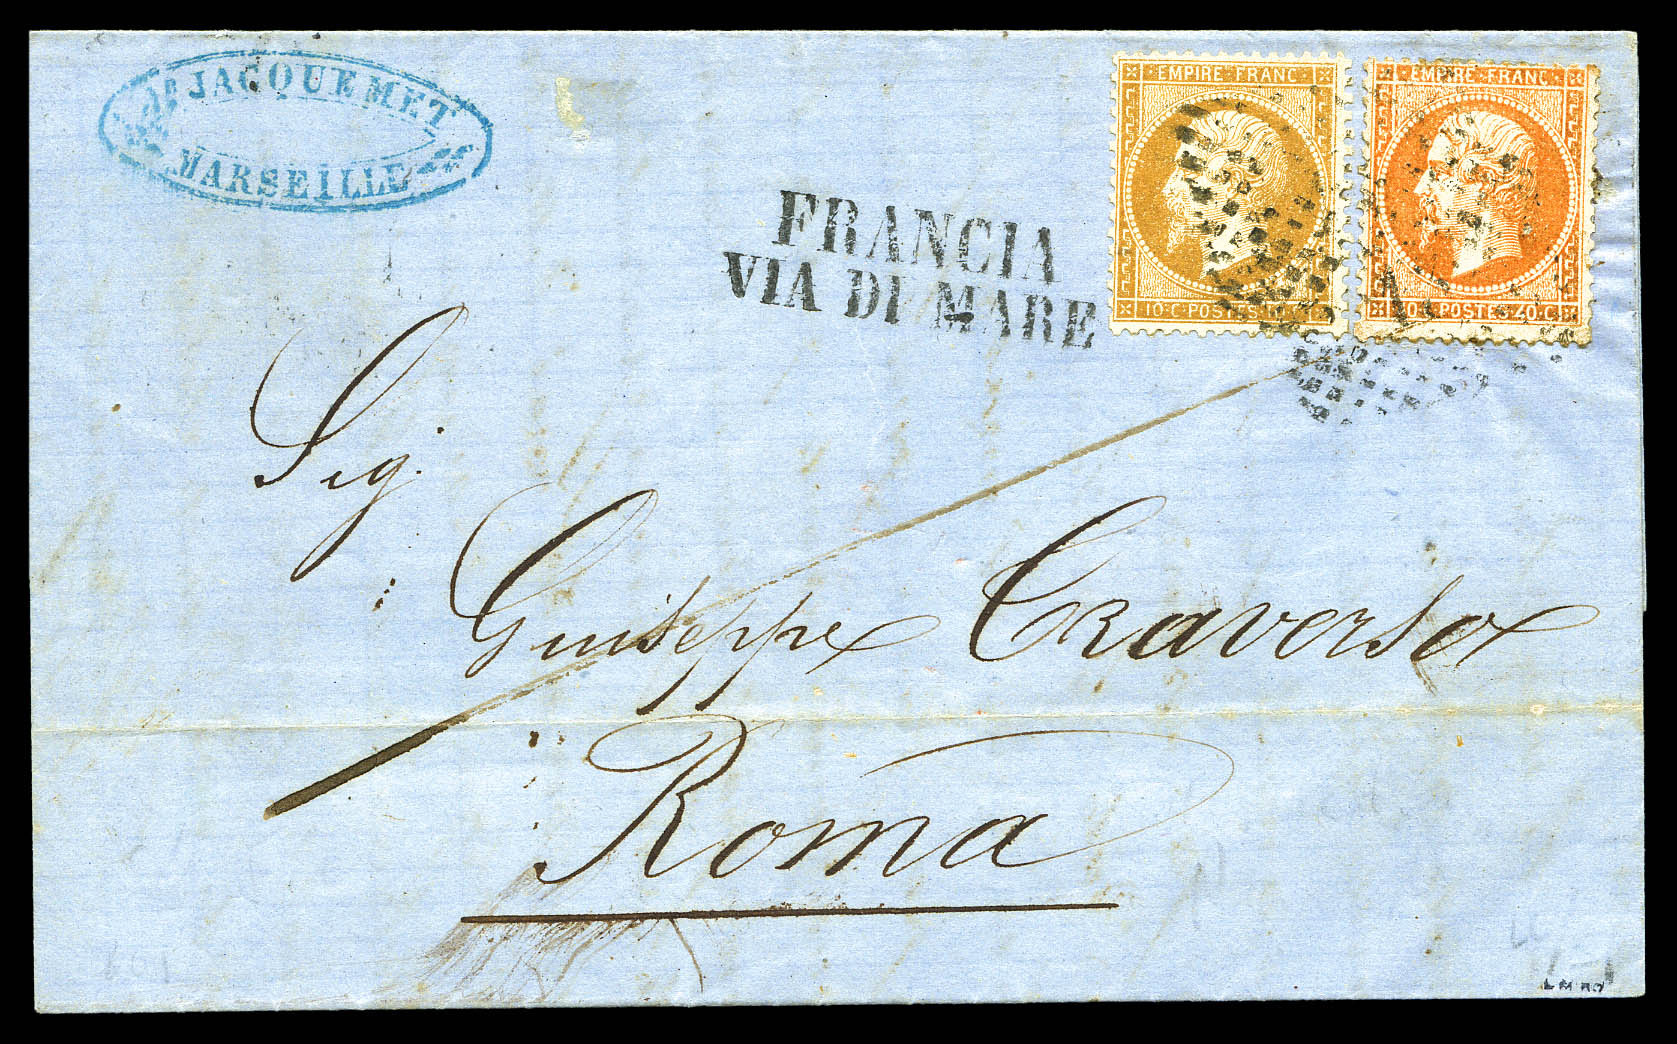 JACQUEMET
MARSEILLE
FRANCIA
VIA DI MARE
EMPIRE FRANC
10 C POSTES
EMPIRE FRANC
POSTES 40 C
Sig.
Giuseppe Traverso
Roma